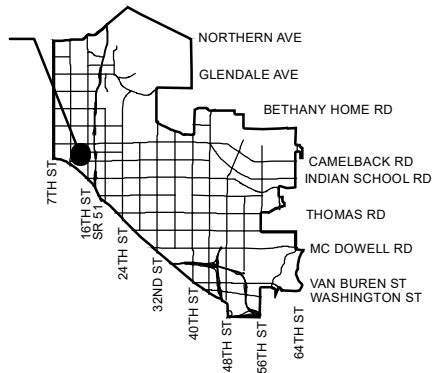 NORTHERN AVE
GLENDALE AVE
BETHANY HOME RD
CAMELBACK RD
INDIAN SCHOOL RD
THOMAS RD
MC DOWELL RD
VAN BUREN ST
WASHINGTON ST
7TH ST
16TH ST
SR 51
24TH ST
32ND ST
40TH ST
48TH ST
56TH ST
64TH ST